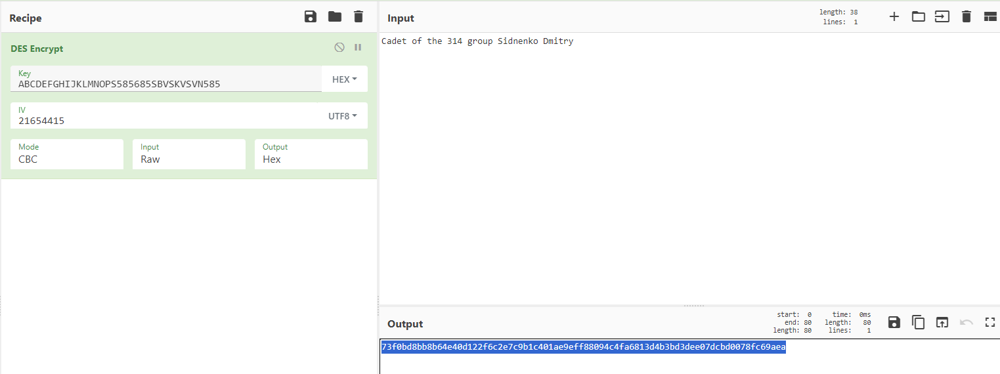 Recipe
DES Encrypt
Key
ABCDEFGHIJKLMNOPS585685SBVSKVSVN585
HEX
IV
21654415
UTF8
Mode
CBC
Input
Raw
Output
Hex
Input
length: 38
lines: 1
Cadet of the 314 group Sidnenko Dmitry
Output
start: 0
end: 80
length: 80
time: 0ms
length: 80
lines: 1
73f0bd8bb8b64e40d122f6c2e7c9b1c401ae9eff88094c4fa6813d4b3bd3dee07dcbd0078fc69aea